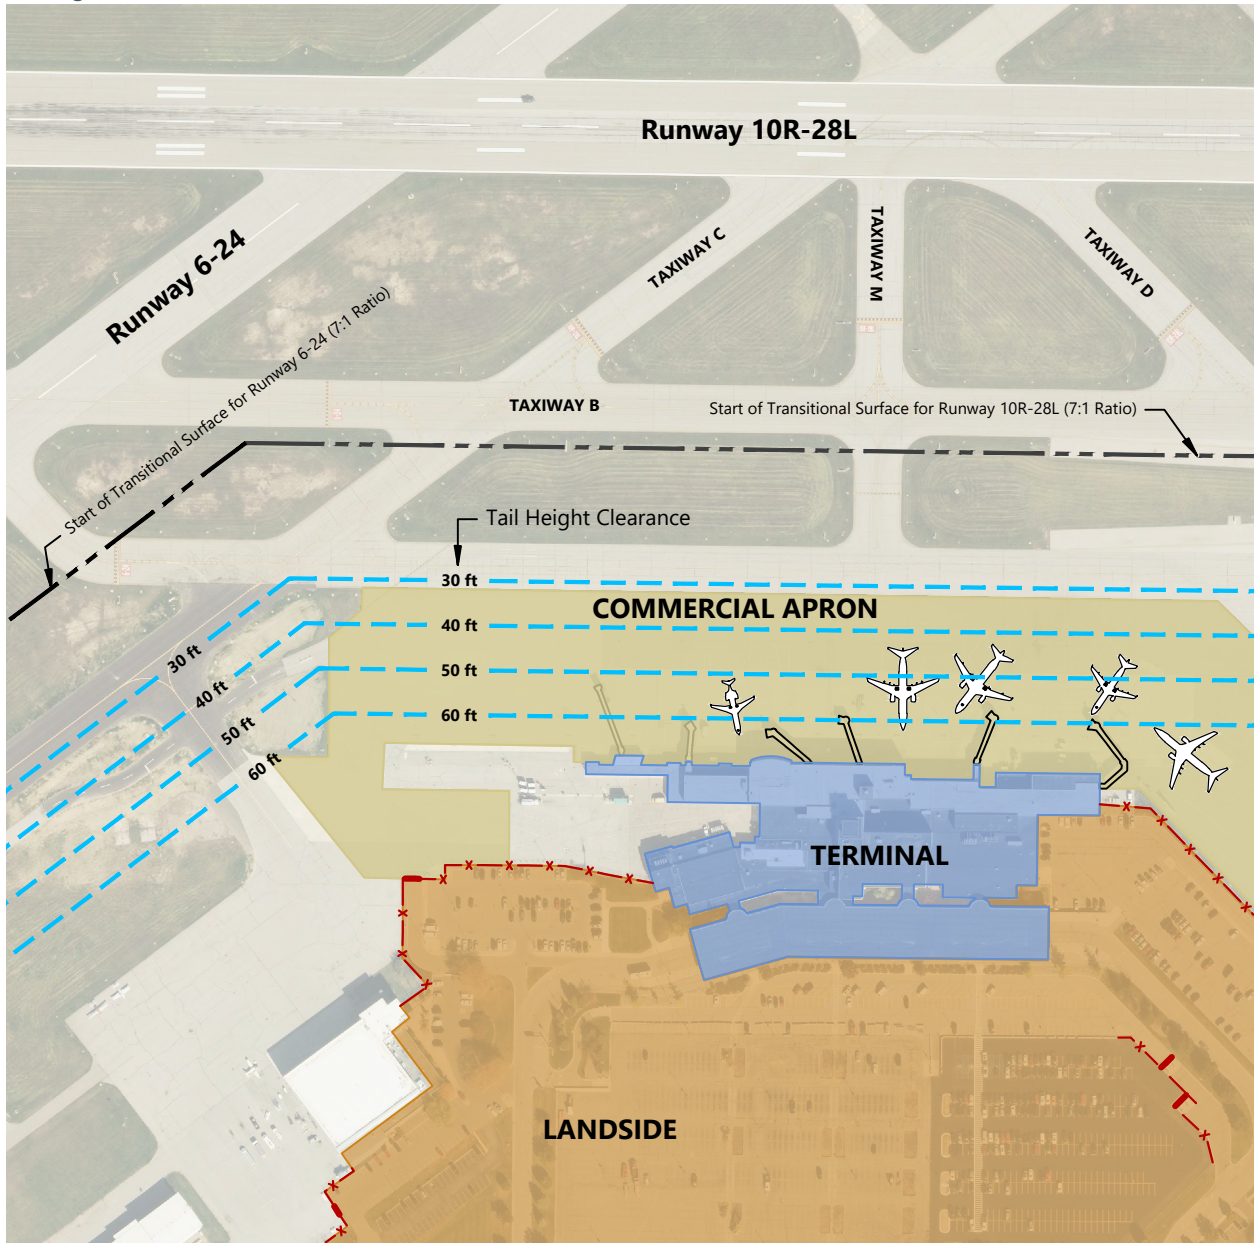 Runway 10R-28L
Runway 6-24
TAXIWAY C
TAXIWAY M
TAXIWAY D
Start of Transitional Surface for Runway 6-24 (7:1 Ratio)
TAXIWAY B
Start of Transitional Surface for Runway 10R-28L (7:1 Ratio)
Tail Height Clearance
30 ft
COMMERCIAL APRON
40 ft
30 ft
50 ft
40 ft
60 ft
50 ft
60 ft
TERMINAL
LANDSIDE